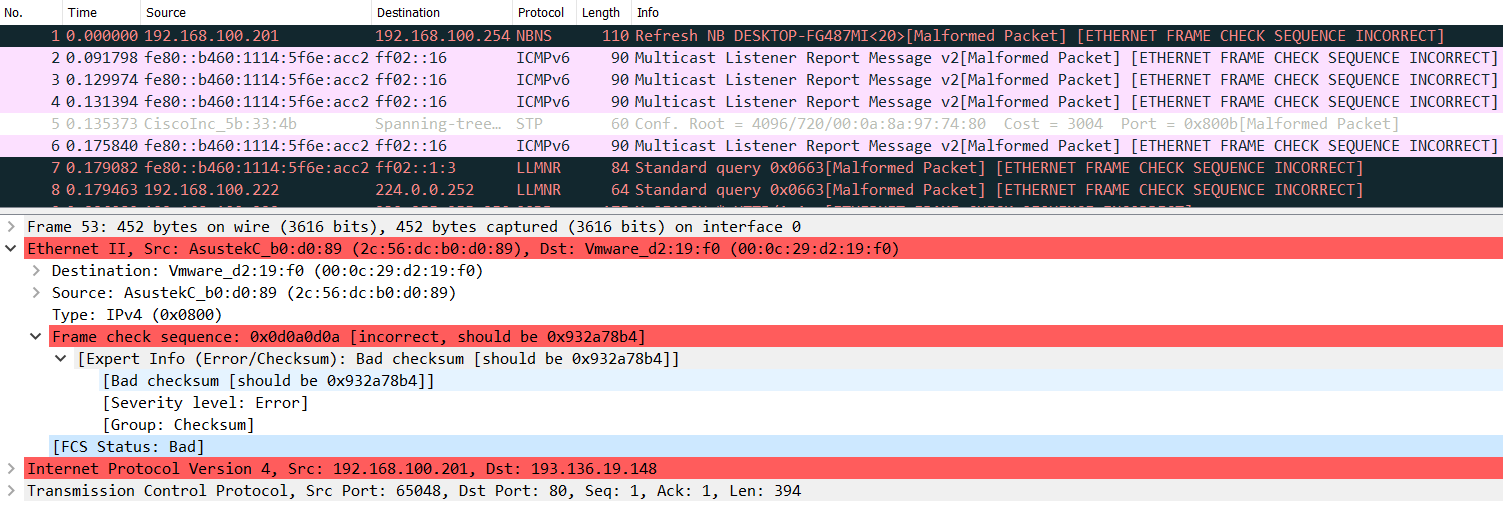 No. Time Source Destination Protocol Length Info
1 0.000000 192.168.100.201 192.168.100.254 NBNS 110 Refresh NB DESKTOP-FG487MI<20>[Malformed Packet] [ETHERNET FRAME CHECK SEQUENCE INCORRECT]
2 0.091798 fe80::b460:1114:5f6e:acc2 ff02::16 ICMPv6 90 Multicast Listener Report Message v2[Malformed Packet] [ETHERNET FRAME CHECK SEQUENCE INCORRECT]
3 0.129974 fe80::b460:1114:5f6e:acc2 ff02::16 ICMPv6 90 Multicast Listener Report Message v2[Malformed Packet] [ETHERNET FRAME CHECK SEQUENCE INCORRECT]
4 0.131394 fe80::b460:1114:5f6e:acc2 ff02::16 ICMPv6 90 Multicast Listener Report Message v2[Malformed Packet] [ETHERNET FRAME CHECK SEQUENCE INCORRECT]
5 0.135373 CiscoInc_5b:33:4b Spanning-tree… STP 60 Conf. Root = 4096/720/00:0a:8a:97:74:80 Cost = 3004 Port = 0x800b[Malformed Packet]
6 0.175840 fe80::b460:1114:5f6e:acc2 ff02::16 ICMPv6 90 Multicast Listener Report Message v2[Malformed Packet] [ETHERNET FRAME CHECK SEQUENCE INCORRECT]
7 0.179082 fe80::b460:1114:5f6e:acc2 ff02::1:3 LLMNR 84 Standard query 0x0663[Malformed Packet] [ETHERNET FRAME CHECK SEQUENCE INCORRECT]
8 0.179463 192.168.100.222 224.0.0.252 LLMNR 64 Standard query 0x0663[Malformed Packet] [ETHERNET FRAME CHECK SEQUENCE INCORRECT]
Frame 53: 452 bytes on wire (3616 bits), 452 bytes captured (3616 bits) on interface 0
Ethernet II, Src: AsustekC_b0:d0:89 (2c:56:dc:b0:d0:89), Dst: Vmware_d2:19:f0 (00:0c:29:d2:19:f0)
Destination: Vmware_d2:19:f0 (00:0c:29:d2:19:f0)
Source: AsustekC_b0:d0:89 (2c:56:dc:b0:d0:89)
Type: IPv4 (0x0800)
Frame check sequence: 0x0d0a0d0a [incorrect, should be 0x932a78b4]
[Expert Info (Error/Checksum): Bad checksum [should be 0x932a78b4]]
[Bad checksum [should be 0x932a78b4]]
[Severity level: Error]
[Group: Checksum]
[FCS Status: Bad]
Internet Protocol Version 4, Src: 192.168.100.201, Dst: 193.136.19.148
Transmission Control Protocol, Src Port: 65048, Dst Port: 80, Seq: 1, Ack: 1, Len: 394